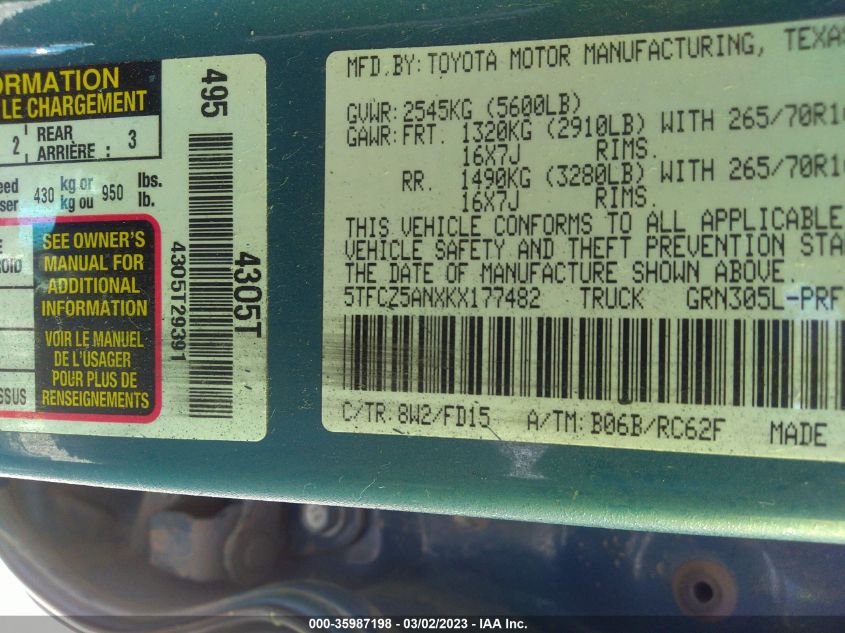 ORMATION
LE CHARGEMENT
2 REAR
ARRIÈRE : 3
430 kg or 950 lbs.
kg ou lb.
SEE OWNER'S
MANUAL FOR
ADDITIONAL
INFORMATION
VOIR LE MANUEL
DE L'USAGER
POUR PLUS DE
RENSEIGNEMENTS
495
4305T29391
4305T
MFD.BY:TOYOTA MOTOR MANUFACTURING, TEXAS
GVWR:2545KG (5600LB)
GAWR:FRT. 1320KG (2910LB) WITH 265/70R1
16X7J RIMS.
RR. 1490KG (3280LB) WITH 265/70R1
16X7J RIMS.
THIS VEHICLE CONFORMS TO ALL APPLICABLE
VEHICLE SAFETY AND THEFT PREVENTION STA
THE DATE OF MANUFACTURE SHOWN ABOVE.
5TFCZ5ANXKX177482 TRUCK GRN305L-PRF
C/TR:8W2/FD15 A/TM:B06B/RC62F MADE
000-35987198 - 03/02/2023 - IAA Inc.